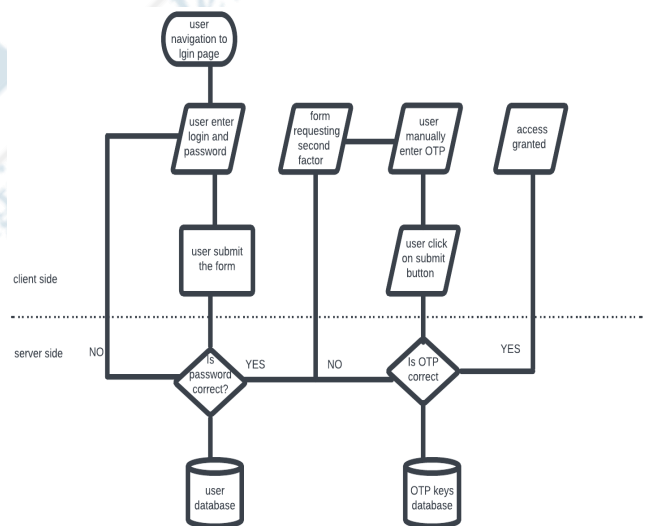 user
navigation to
lgin page
user enter
login and
password
form
requesting
second
factor
user
manually
enter OTP
access
granted
user submit
the form
user click
on submit
button
client side
server side
NO
Is
password
correct?
YES
NO
Is OTP
correct
YES
user
database
OTP keys
database